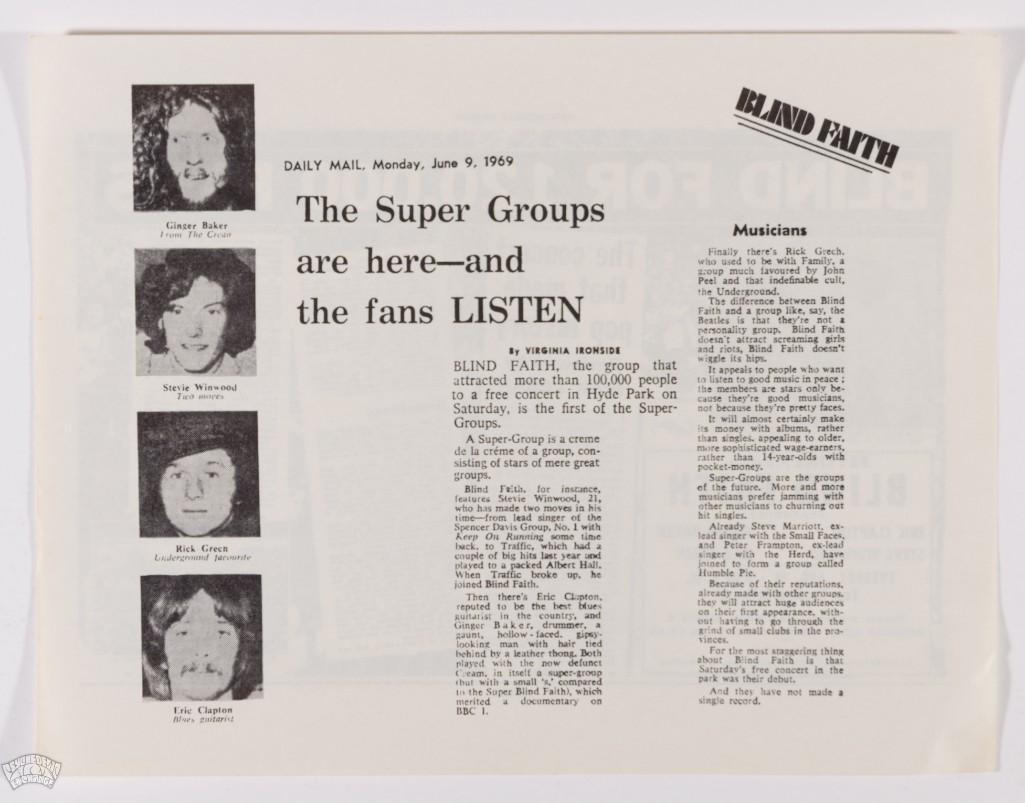 BLIND FAITH
DAILY MAIL, Monday, June 9, 1969
The Super Groups
are here—and
the fans LISTEN
Ginger Baker
From The Cream
Stevie Winwood
Two moves
Rick Grech
Underground favourite
Eric Clapton
Blues guitarist
By VIRGINIA IRONSIDE
BLIND FAITH, the group that
attracted more than 100,000 people
to a free concert in Hyde Park on
Saturday, is the first of the Super-
Groups.
A Super-Group is a creme
de la créme of a group, con-
sisting of stars of mere great
groups.
Blind Faith, for instance,
features Stevie Winwood, 21,
who has made two moves in his
time—from lead singer of the
Spencer Davis Group, No. 1 with
Keep On Running some time
back, to Traffic, which had a
couple of big hits last year and
played to a packed Albert Hall.
When Traffic broke up, he
joined Blind Faith.
Then there's Eric Clapton,
reputed to be the best blues
guitarist in the country, and
Ginger Baker, drummer, a
gaunt, hollow-faced, gipsy-
looking man with hair tied
behind by a leather thong. Both
played with the now defunct
Cream, in itself a super-group
(but with a small 's,' compared
to the Super Blind Faith), which
merited a documentary on
BBC 1.
Musicians
Finally there's Rick Grech,
who used to be with Family, a
group much favoured by John
Peel and that indefinable cult,
the Underground.
The difference between Blind
Faith and a group like, say, the
Beatles is that they're not a
personality group. Blind Faith
doesn't attract screaming girls
and riots, Blind Faith doesn't
wiggle its hips.
It appeals to people who want
to listen to good music in peace;
the members are stars only be-
cause they're good musicians,
not because they're pretty faces.
It will almost certainly make
its money with albums, rather
than singles, appealing to older,
more sophisticated wage-earners,
rather than 14-year-olds with
pocket-money.
Super-Groups are the groups
of the future. More and more
musicians prefer jamming with
other musicians to churning out
hit singles.
Already Steve Marriott, ex-
lead singer with the Small Faces,
and Peter Frampton, ex-lead
singer with the Herd, have
joined to form a group called
Humble Pie.
Because of their reputations,
already made with other groups,
they will attract huge audiences
on their first appearance, with-
out having to go through the
grind of small clubs in the pro-
vinces.
For the most staggering thing
about Blind Faith is that
Saturday's free concert in the
park was their debut.
And they have not made a
single record.
EXCHANGE